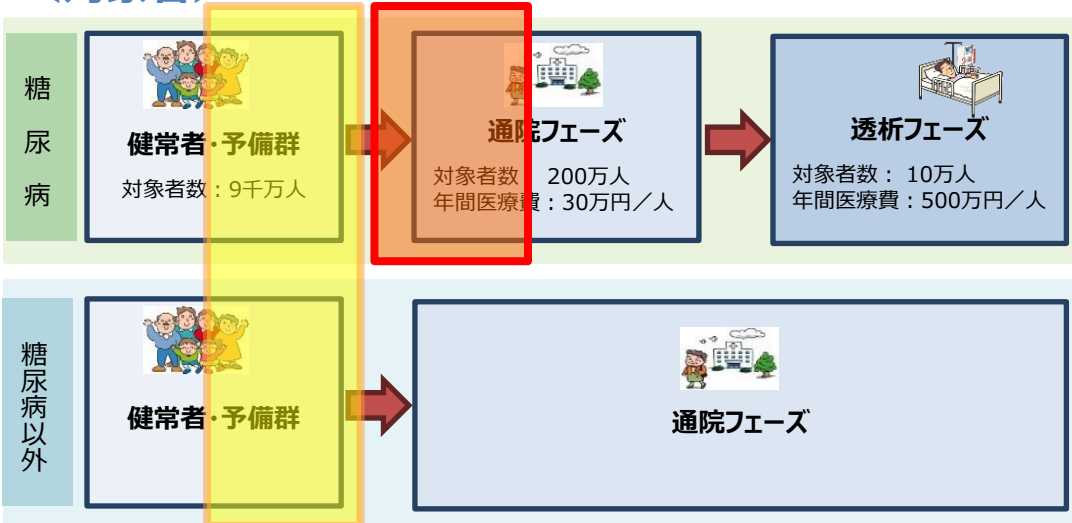 糖尿病
健常者・予備群
対象者数：9千万人
通院フェーズ
対象者数：200万人
年間医療費：30万円／人
透析フェーズ
対象者数： 10万人
年間医療費：500万円／人
糖尿病以外
健常者・予備群
通院フェーズ